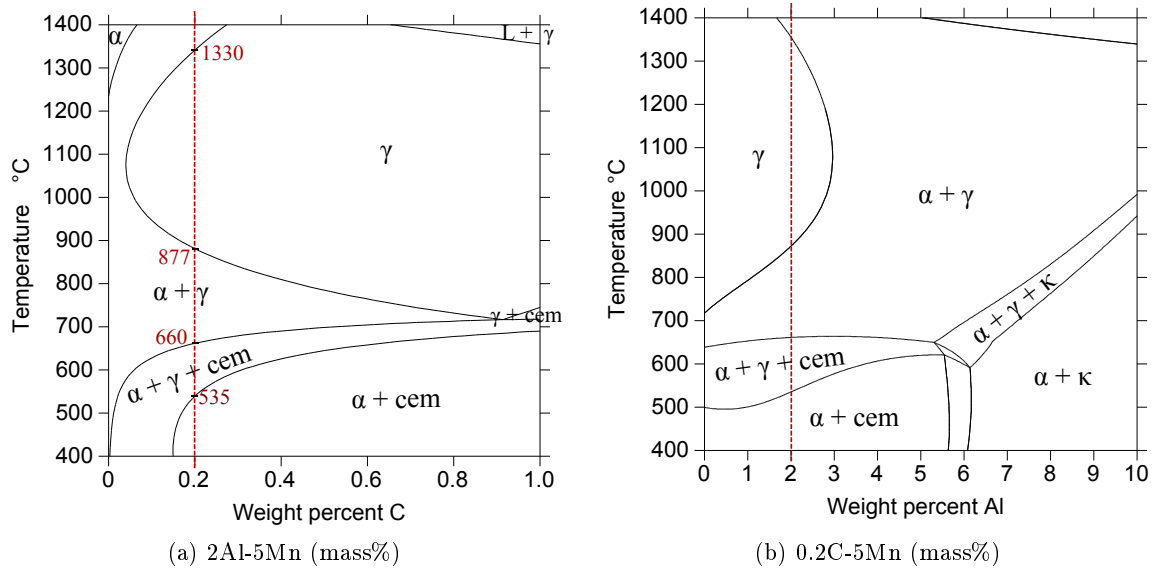 1400
1300
1200
1100
1000
900
800
700
600
500
400
Temperature °C
α
L + γ
1330
γ
877
α + γ
γ + cem
660
α + γ + cem
535
α + cem
0 0.2 0.4 0.6 0.8 1.0
Weight percent C
(a) 2Al-5Mn (mass%)
1400
1300
1200
1100
1000
900
800
700
600
500
400
Temperature °C
γ
α + γ
α + γ + κ
α + γ + cem
α + κ
α + cem
0 1 2 3 4 5 6 7 8 9 10
Weight percent Al
(b) 0.2C-5Mn (mass%)